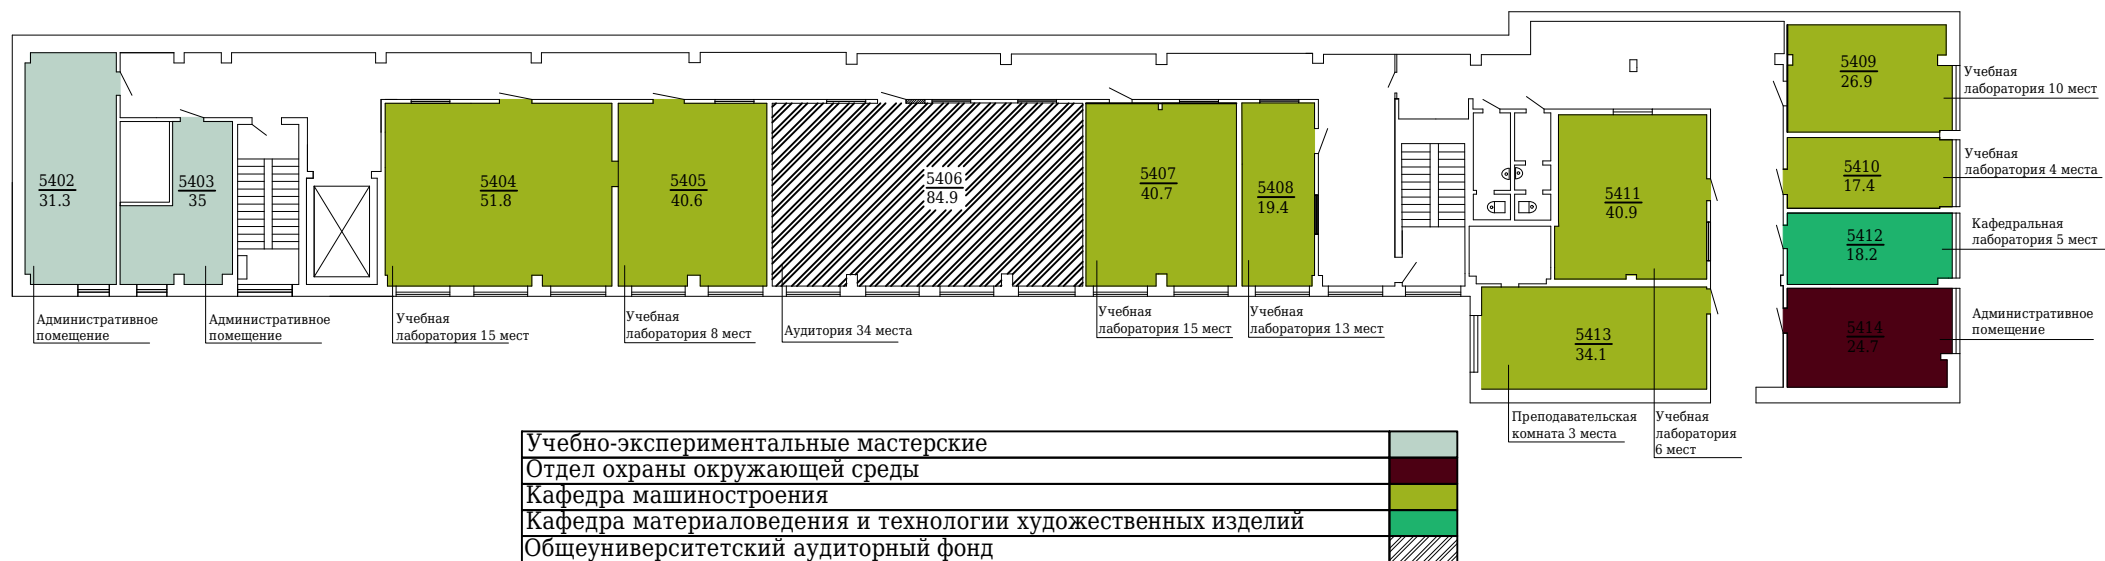 5402
31.3
5403
35
5404
51.8
5405
40.6
5406
84.9
5407
40.7
5408
19.4
5411
40.9
5409
26.9
5410
17.4
5412
18.2
5414
24.7
5413
34.1
Учебная
лаборатория 10 мест
Учебная
лаборатория 4 места
Кафедральная
лаборатория 5 мест
Административное
помещение
Административное
помещение
Административное
помещение
Учебная
лаборатория 15 мест
Учебная
лаборатория 8 мест
Аудитория 34 места
Учебная
лаборатория 15 мест
Учебная
лаборатория 13 мест
Преподавательская
комната 3 места
Учебная
лаборатория
6 мест
Учебно-экспериментальные мастерские
Отдел охраны окружающей среды
Кафедра машиностроения
Кафедра материаловедения и технологии художественных изделий
Общеуниверситетский аудиторный фонд